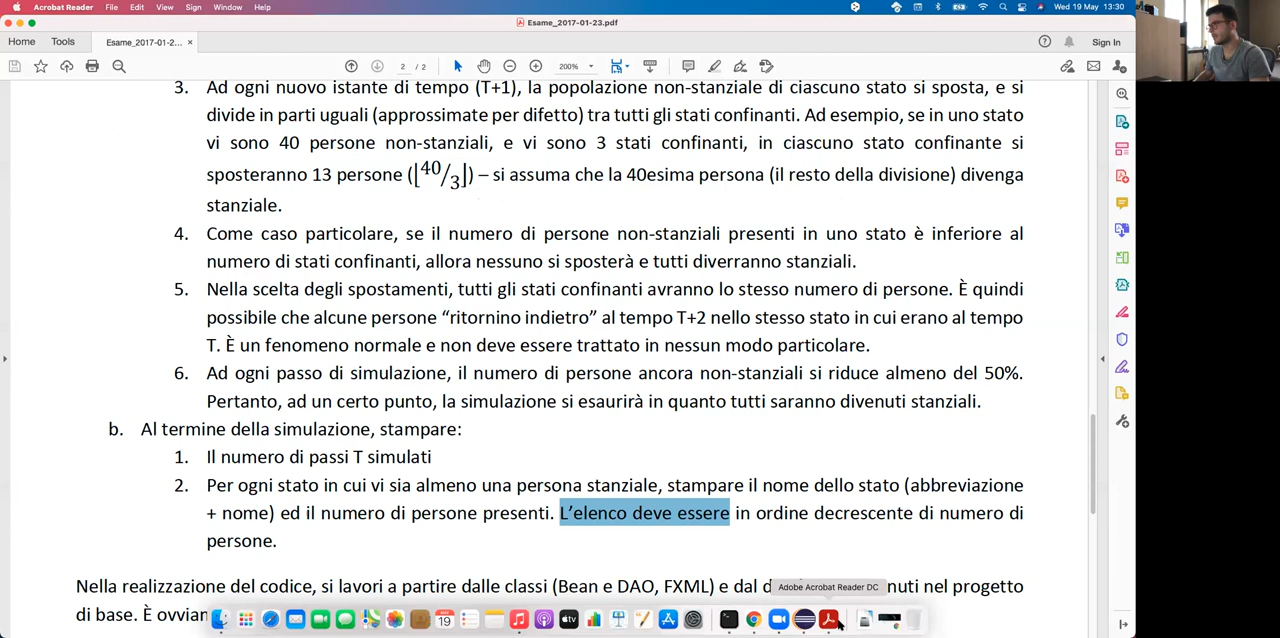 Acrobat Reader File Edit View Sign Window Help Wed 19 May 13:30
Esame_2017-01-23.pdf
Home Tools Esame_2017-01-2... × Sign In
2 / 2 200%
3. Ad ogni nuovo istante di tempo (T+1), la popolazione non-stanziale di ciascuno stato si sposta, e si
divide in parti uguali (approssimate per difetto) tra tutti gli stati confinanti. Ad esempio, se in uno stato
vi sono 40 persone non-stanziali, e vi sono 3 stati confinanti, in ciascuno stato confinante si
sposteranno 13 persone (⌊40/3⌋) – si assuma che la 40esima persona (il resto della divisione) divenga
stanziale.
4. Come caso particolare, se il numero di persone non-stanziali presenti in uno stato è inferiore al
numero di stati confinanti, allora nessuno si sposterà e tutti diverranno stanziali.
5. Nella scelta degli spostamenti, tutti gli stati confinanti avranno lo stesso numero di persone. È quindi
possibile che alcune persone “ritornino indietro” al tempo T+2 nello stesso stato in cui erano al tempo
T. È un fenomeno normale e non deve essere trattato in nessun modo particolare.
6. Ad ogni passo di simulazione, il numero di persone ancora non-stanziali si riduce almeno del 50%.
Pertanto, ad un certo punto, la simulazione si esaurirà in quanto tutti saranno divenuti stanziali.
b. Al termine della simulazione, stampare:
1. Il numero di passi T simulati
2. Per ogni stato in cui vi sia almeno una persona stanziale, stampare il nome dello stato (abbreviazione
+ nome) ed il numero di persone presenti. L’elenco deve essere in ordine decrescente di numero di
persone.
Adobe Acrobat Reader DC
Nella realizzazione del codice, si lavori a partire dalle classi (Bean e DAO, FXML) e dal nuti nel progetto
di base. È
19
tv